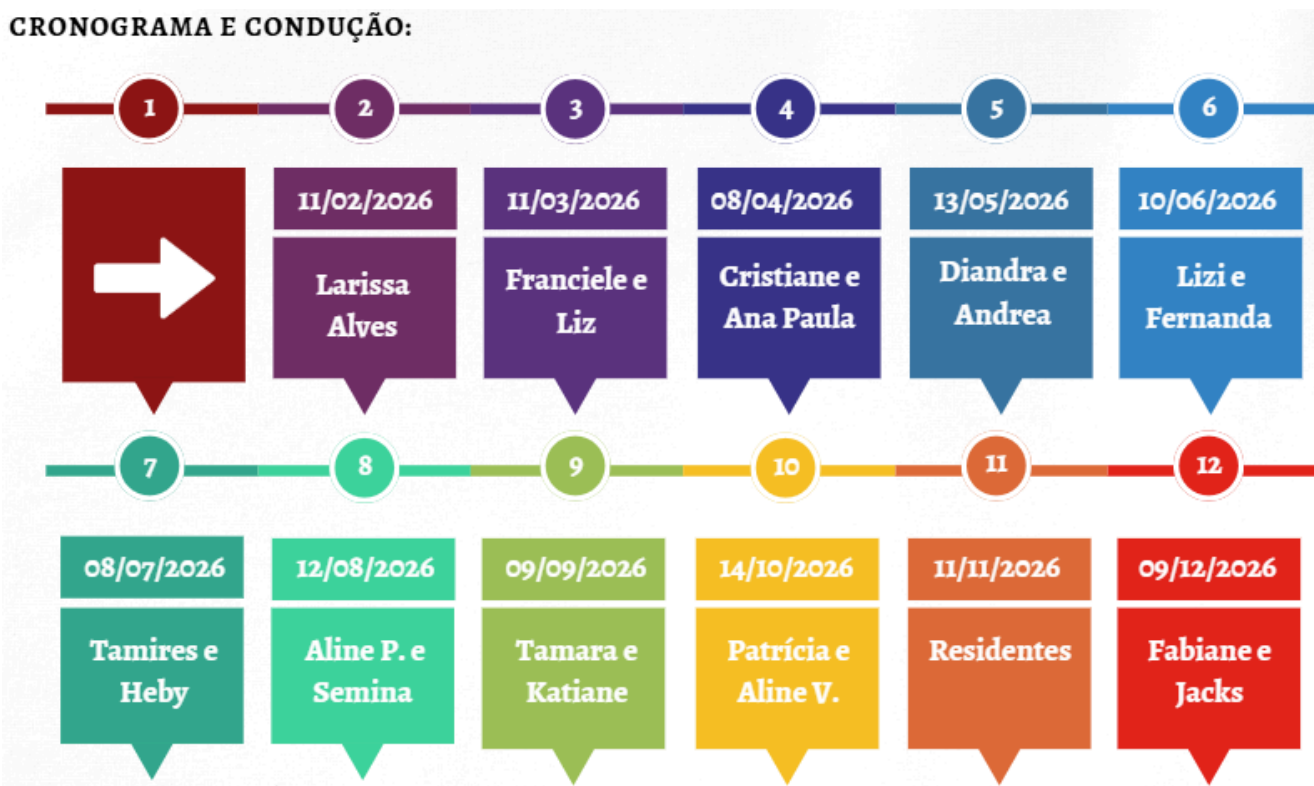 CRONOGRAMA E CONDUÇÃO:
1
2
3
4
5
6
11/02/2026
11/03/2026
08/04/2026
13/05/2026
10/06/2026
Larissa
Alves
Franciele e
Liz
Cristiane e
Ana Paula
Diandra e
Andrea
Lizi e
Fernanda
7
8
9
10
11
12
08/07/2026
12/08/2026
09/09/2026
14/10/2026
11/11/2026
09/12/2026
Tamires e
Heby
Aline P. e
Semina
Tamara e
Katiane
Patrícia e
Aline V.
Residentes
Fabiane e
Jacks